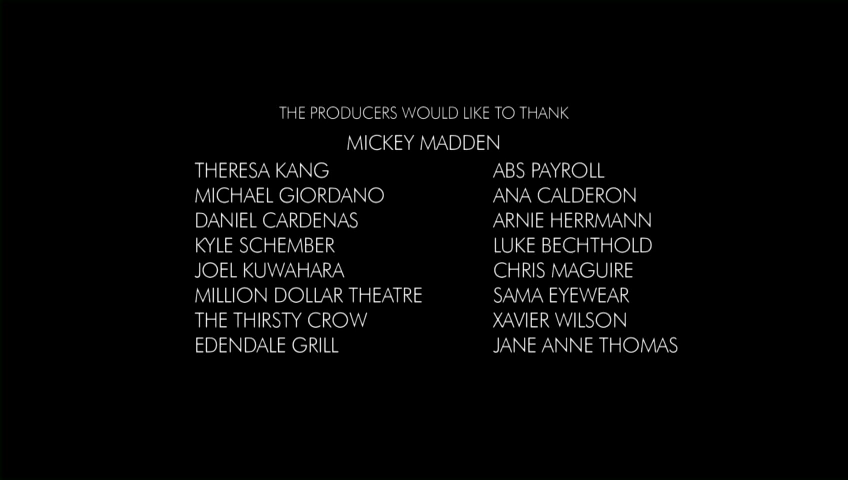 THE PRODUCERS WOULD LIKE TO THANK
MICKEY MADDEN
THERESA KANG
MICHAEL GIORDANO
DANIEL CARDENAS
KYLE SCHEMBER
JOEL KUWAHARA
MILLION DOLLAR THEATRE
THE THIRSTY CROW
EDENDALE GRILL
ABS PAYROLL
ANA CALDERON
ARNIE HERRMANN
LUKE BECHTHOLD
CHRIS MAGUIRE
SAMA EYEWEAR
XAVIER WILSON
JANE ANNE THOMAS